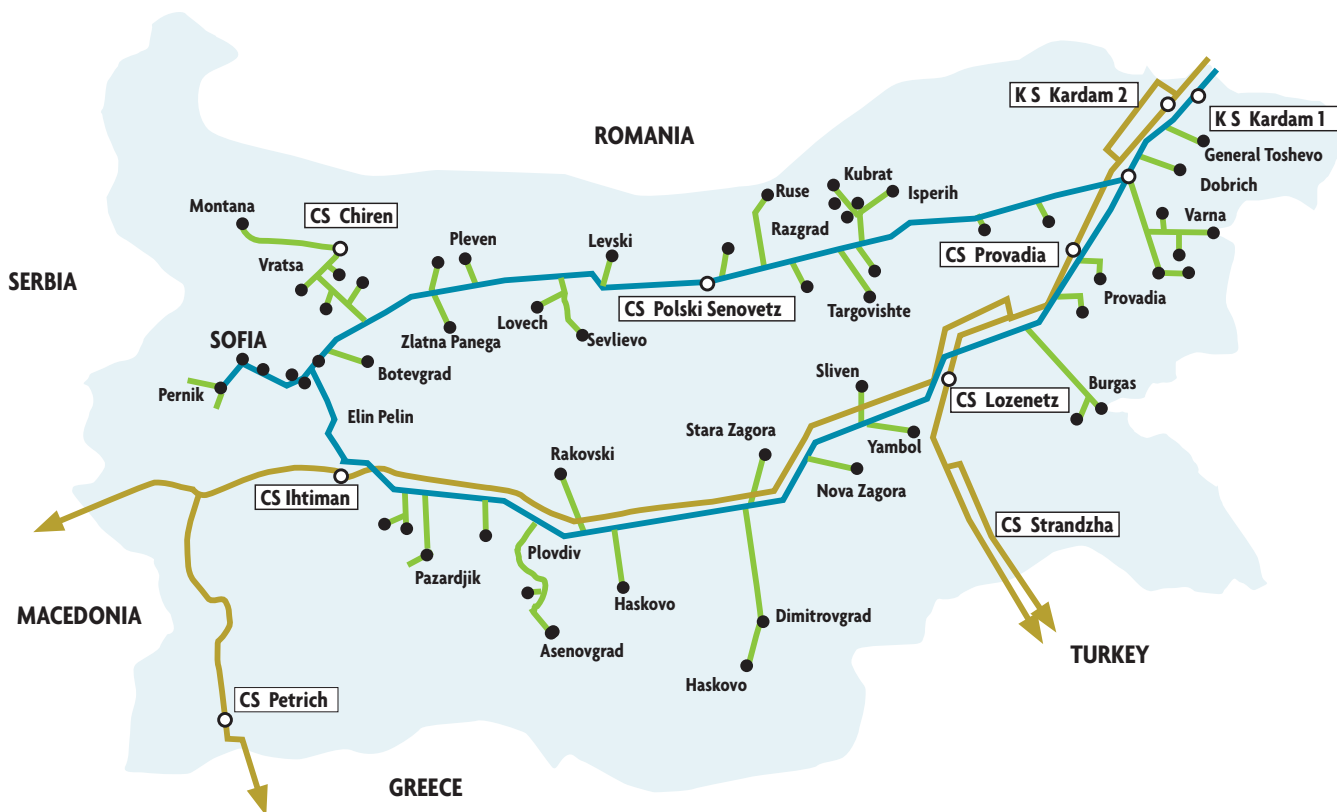 K S Kardam 2
K S Kardam 1
ROMANIA
General Toshevo
Kubrat
Ruse
Isperih
Dobrich
Montana
CS Chiren
Varna
Pleven
Levski
Razgrad
CS Provadia
Vratsa
SERBIA
Provadia
CS Polski Senovetz
Lovech
Targovishte
SOFIA
Zlatna Panega
Sevlievo
Botevgrad
Sliven
Pernik
Burgas
CS Lozenetz
Elin Pelin
Stara Zagora
Yambol
Rakovski
Nova Zagora
CS Ihtiman
CS Strandzha
Plovdiv
Pazardjik
Haskovo
MACEDONIA
Dimitrovgrad
Asenovgrad
TURKEY
Haskovo
CS Petrich
GREECE